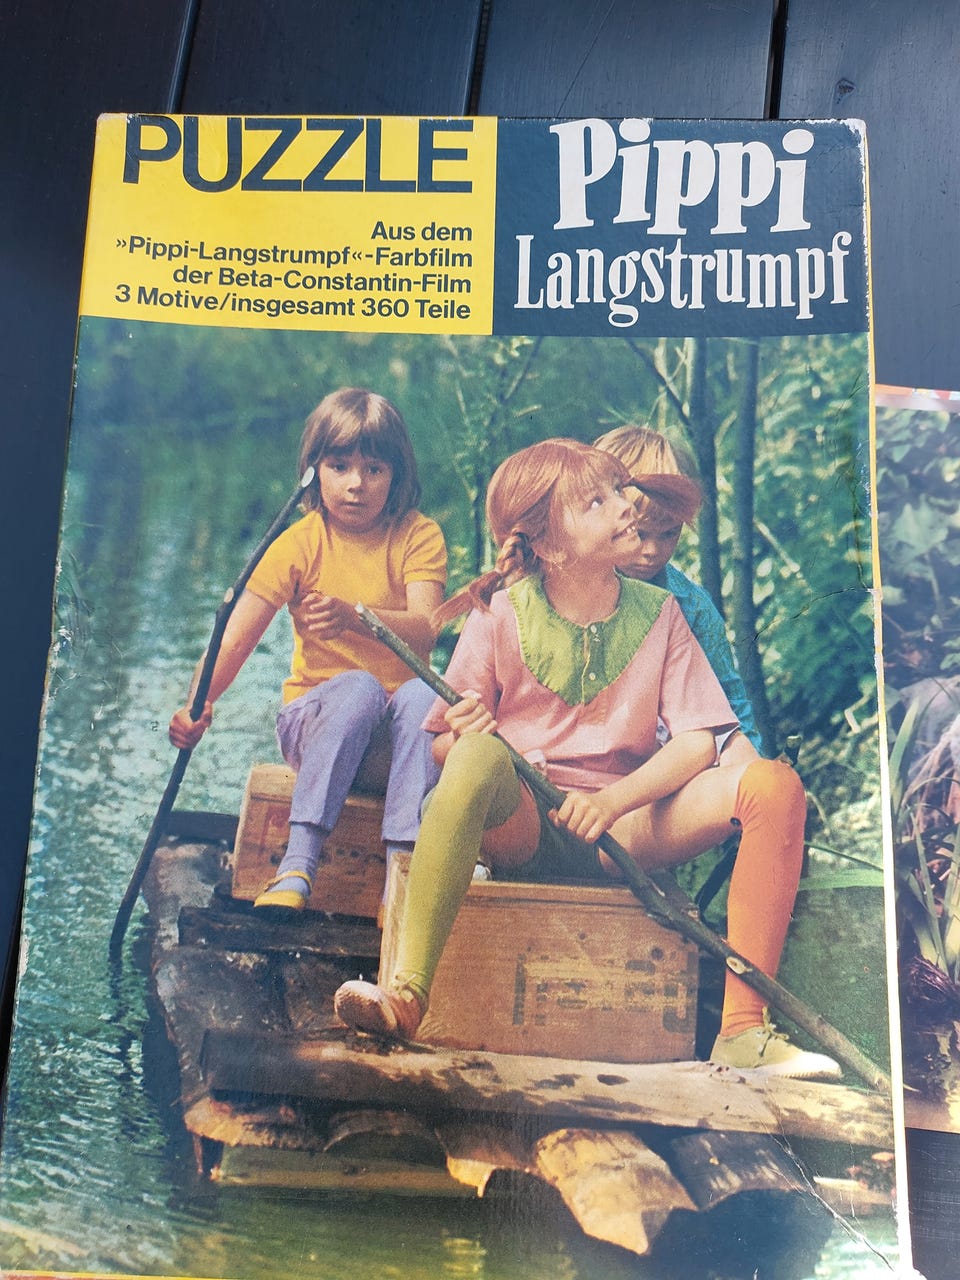 PUZZLE
Aus dem
»Pippi-Langstrumpf«-Farbfilm
der Beta-Constantin-Film
3 Motive/insgesamt 360 Teile
Pippi
Langstrumpf